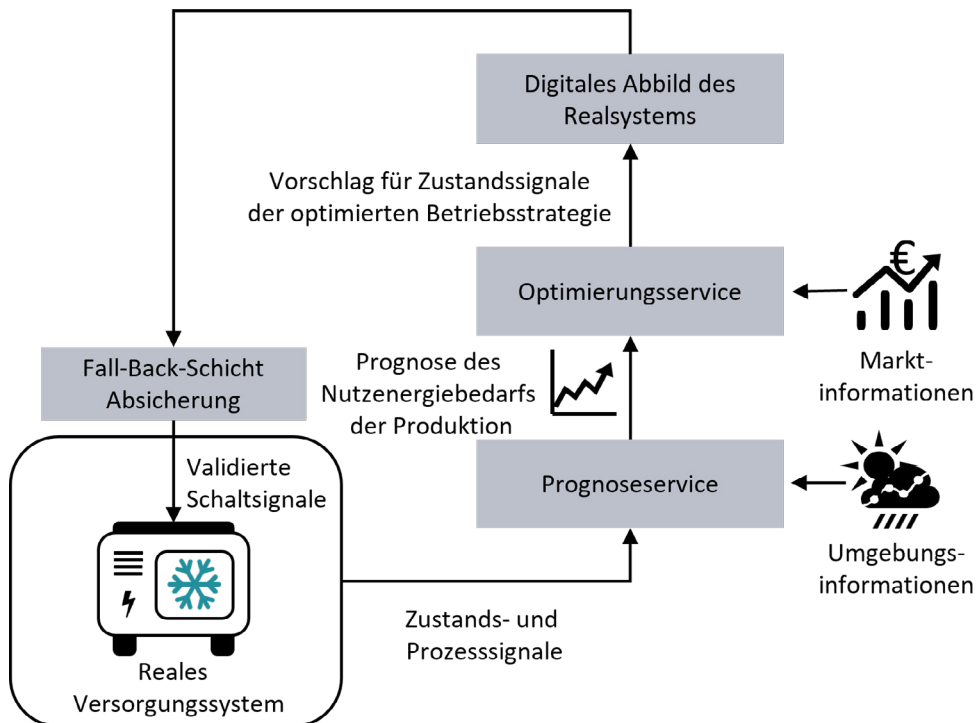 Digitales Abbild des
Realsystems
Vorschlag für Zustandssignale
der optimierten Betriebsstrategie
€
Optimierungsservice
Markt-
informationen
Fall-Back-Schicht
Absicherung
Prognose des
Nutzenergiebedarfs
der Produktion
Validierte
Schaltsignale
Prognoseservice
Umgebungs-
informationen
Zustands- und
Prozesssignale
Reales
Versorgungssystem